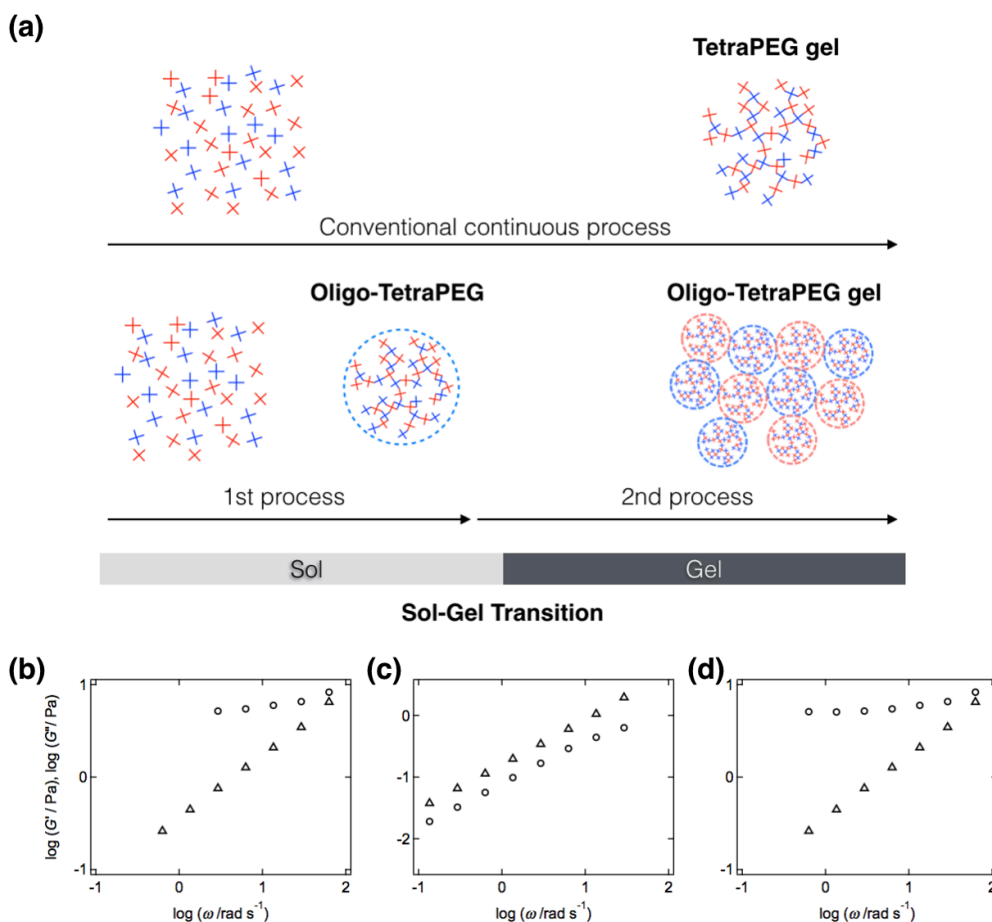 (a)
TetraPEG gel
Conventional continuous process
Oligo-TetraPEG
Oligo-TetraPEG gel
1st process
2nd process
Sol
Gel
Sol-Gel Transition
(b)
(c)
(d)
log (G' / Pa), log (G'' / Pa)
1
0
-1
-1
0
1
2
log (ω /rad s⁻¹)
0
-1
-2
-1
0
1
2
log (ω /rad s⁻¹)
1
0
-1
-1
0
1
2
log (ω /rad s⁻¹)